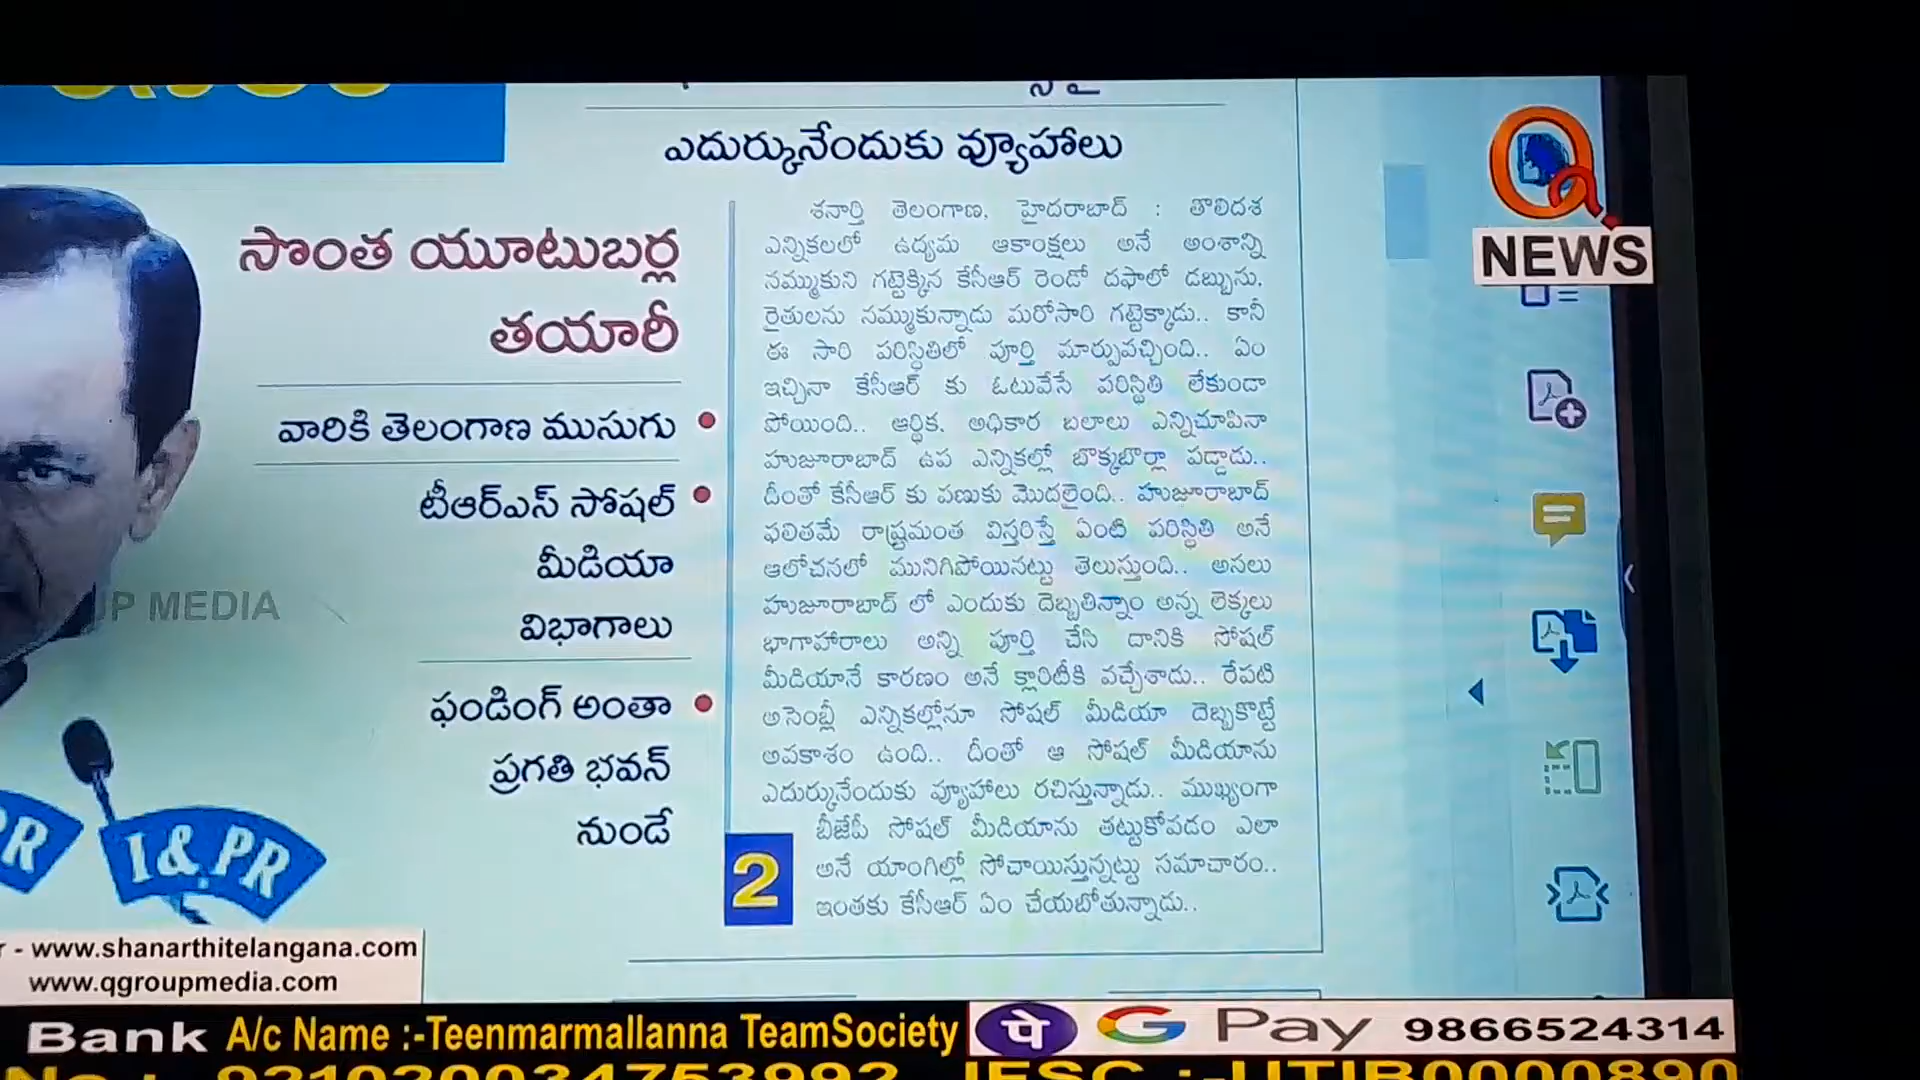 ఎదుర్కునేందుకు వ్యూహాలు
సొంత యూటుబర్ల
తయారీ
వారికి తెలంగాణ ముసుగు
టీఆర్ఎస్ సోషల్
మీడియా
విభాగాలు
ఫండింగ్ అంతా
ప్రగతి భవన్
నుండే
శనార్తి తెలంగాణ, హైదరాబాద్ : తొలిదశ
ఎన్నికలలో ఉద్యమ ఆకాంక్షలు అనే అంశాన్ని
నమ్ముకుని గట్టెక్కిన కేసీఆర్ రెండో దఫాలో డబ్బును,
రైతులను నమ్ముకున్నాడు మరోసారి గట్టెక్కాడు.. కానీ
ఈ సారి పరిస్థితిలో పూర్తి మార్పువచ్చింది.. ఏం
ఇచ్చినా కేసీఆర్ కు ఓటువేసే పరిస్థితి లేకుండా
పోయింది.. ఆర్థిక, అధికార బలాలు ఎన్నిచూపినా
హుజూరాబాద్ ఉప ఎన్నికల్లో బొక్కబొర్లా పడ్డాడు..
దీంతో కేసీఆర్ కు వణుకు మొదలైంది.. హుజూరాబాద్
ఫలితమే రాష్ట్రమంత విస్తరిస్తే ఏంటి పరిస్థితి అనే
ఆలోచనలో మునిగిపోయినట్టు తెలుస్తుంది.. అసలు
హుజూరాబాద్ లో ఎందుకు దెబ్బతిన్నాం అన్న లెక్కలు
భాగాహారాలు అన్ని పూర్తి చేసి దానికి సోషల్
మీడియానే కారణం అనే క్లారిటీకి వచ్చేశాడు.. రేపటి
అసెంబ్లీ ఎన్నికల్లోనూ సోషల్ మీడియా దెబ్బకొట్టే
అవకాశం ఉంది.. దీంతో ఆ సోషల్ మీడియాను
ఎదుర్కునేందుకు వ్యూహాలు రచిస్తున్నాడు.. ముఖ్యంగా
బీజేపీ సోషల్ మీడియాను తట్టుకోవడం ఎలా
అనే యాంగిల్లో సోచాయిస్తున్నట్టు సమాచారం..
ఇంతకు కేసీఆర్ ఏం చేయబోతున్నాడు..
2
Q
NEWS
UP MEDIA
PR
I & PR
r - www.shanarthitelangana.com
www.qgroupmedia.com
Bank A/c Name :-Teenmarmallanna TeamSociety
पे G Pay 9866524314